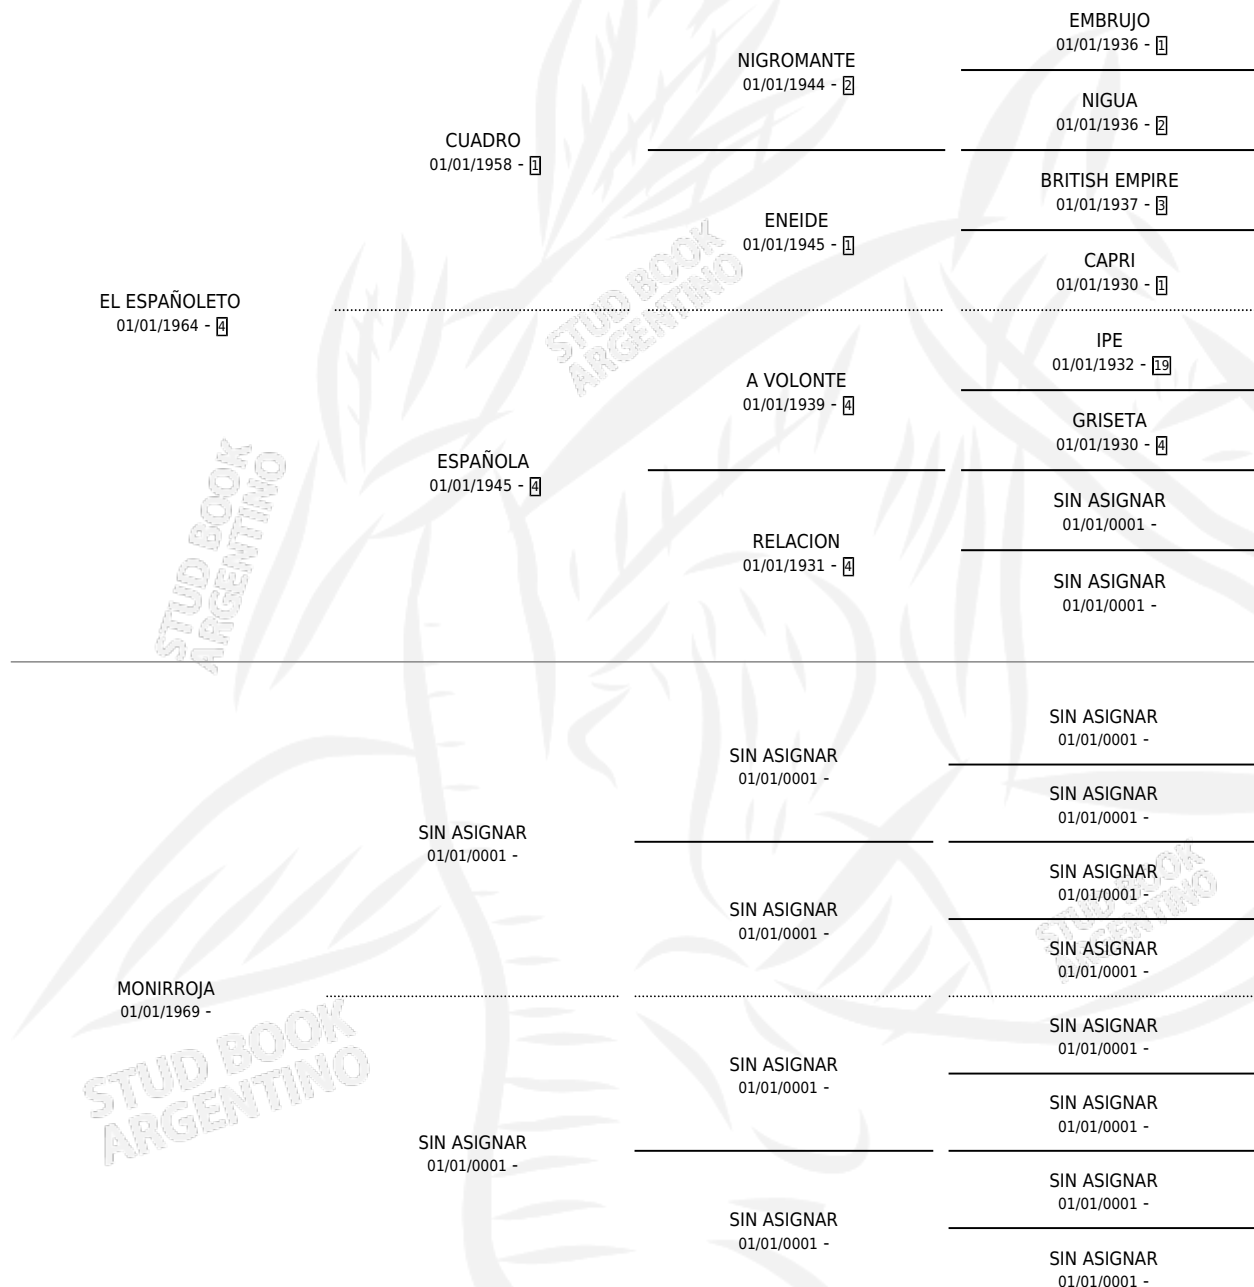 EMBRUJO
01/01/1936 - 1
NIGROMANTE
01/01/1944 - 2
NIGUA
01/01/1936 - 2
CUADRO
01/01/1958 - 1
BRITISH EMPIRE
01/01/1937 - 3
ENEIDE
01/01/1945 - 1
CAPRI
01/01/1930 - 1
EL ESPAÑOLETO
01/01/1964 - 4
IPE
01/01/1932 - 19
A VOLONTE
01/01/1939 - 4
GRISETA
01/01/1930 - 4
ESPAÑOLA
01/01/1945 - 4
SIN ASIGNAR
01/01/0001 -
RELACION
01/01/1931 - 4
SIN ASIGNAR
01/01/0001 -
STUD BOOK
ARGENTINO
STUD BOOK
ARGENTINO
SIN ASIGNAR
01/01/0001 -
SIN ASIGNAR
01/01/0001 -
SIN ASIGNAR
01/01/0001 -
SIN ASIGNAR
01/01/0001 -
SIN ASIGNAR
01/01/0001 -
SIN ASIGNAR
01/01/0001 -
SIN ASIGNAR
01/01/0001 -
STUD BOOK
ARGENTINO
MONIRROJA
01/01/1969 -
SIN ASIGNAR
01/01/0001 -
SIN ASIGNAR
01/01/0001 -
SIN ASIGNAR
01/01/0001 -
SIN ASIGNAR
01/01/0001 -
SIN ASIGNAR
01/01/0001 -
SIN ASIGNAR
01/01/0001 -
SIN ASIGNAR
01/01/0001 -
STUD BOOK
ARGENTINO